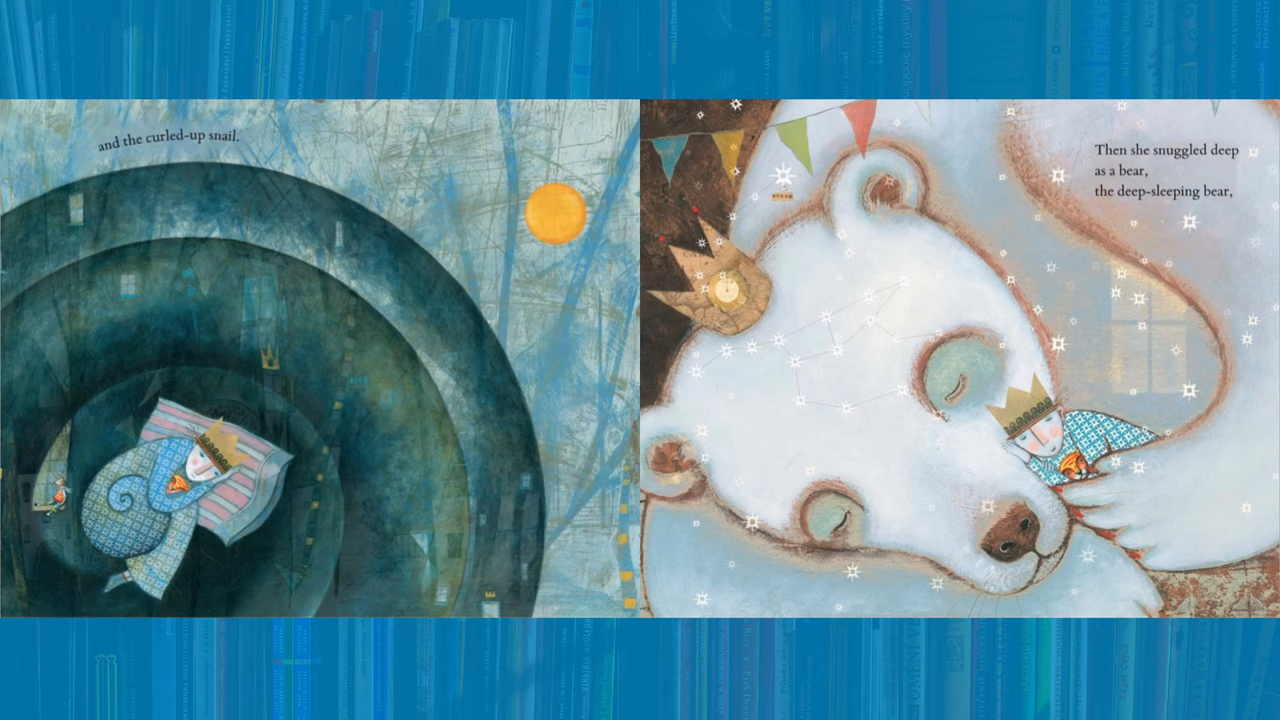 and the curled-up snail.
Then she snuggled deep
as a bear,
the deep-sleeping bear,